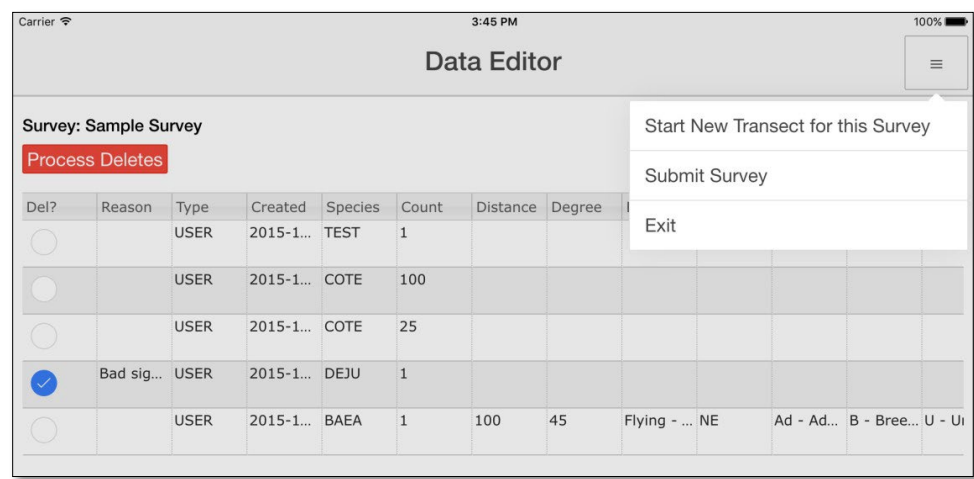 Carrier 3:45 PM 100%
Data Editor
Survey: Sample Survey
Process Deletes
Start New Transect for this Survey
Submit Survey
Exit
Del? Reason Type Created Species Count Distance Degree
USER 2015-1... TEST 1
USER 2015-1... COTE 100
USER 2015-1... COTE 25
Bad sig... USER 2015-1... DEJU 1
USER 2015-1... BAEA 1 100 45 Flying - ... NE Ad - Ad... B - Bree... U -